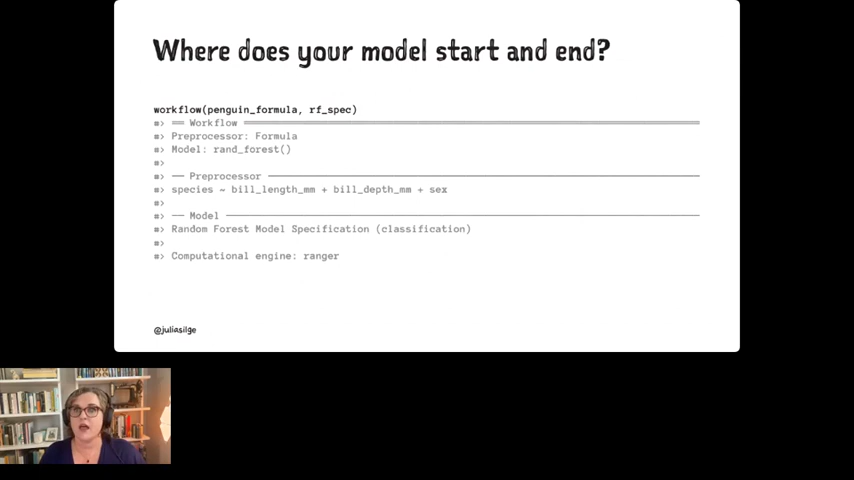 Where does your model start and end?
workflow(penguin_formula, rf_spec)
#> ══ Workflow ══════════════════════════════════════════════
#> Preprocessor: Formula
#> Model: rand_forest()
#>
#> ── Preprocessor ──────────────────────────────────────────
#> species ~ bill_length_mm + bill_depth_mm + sex
#>
#> ── Model ─────────────────────────────────────────────────
#> Random Forest Model Specification (classification)
#>
#> Computational engine: ranger
@juliasilge